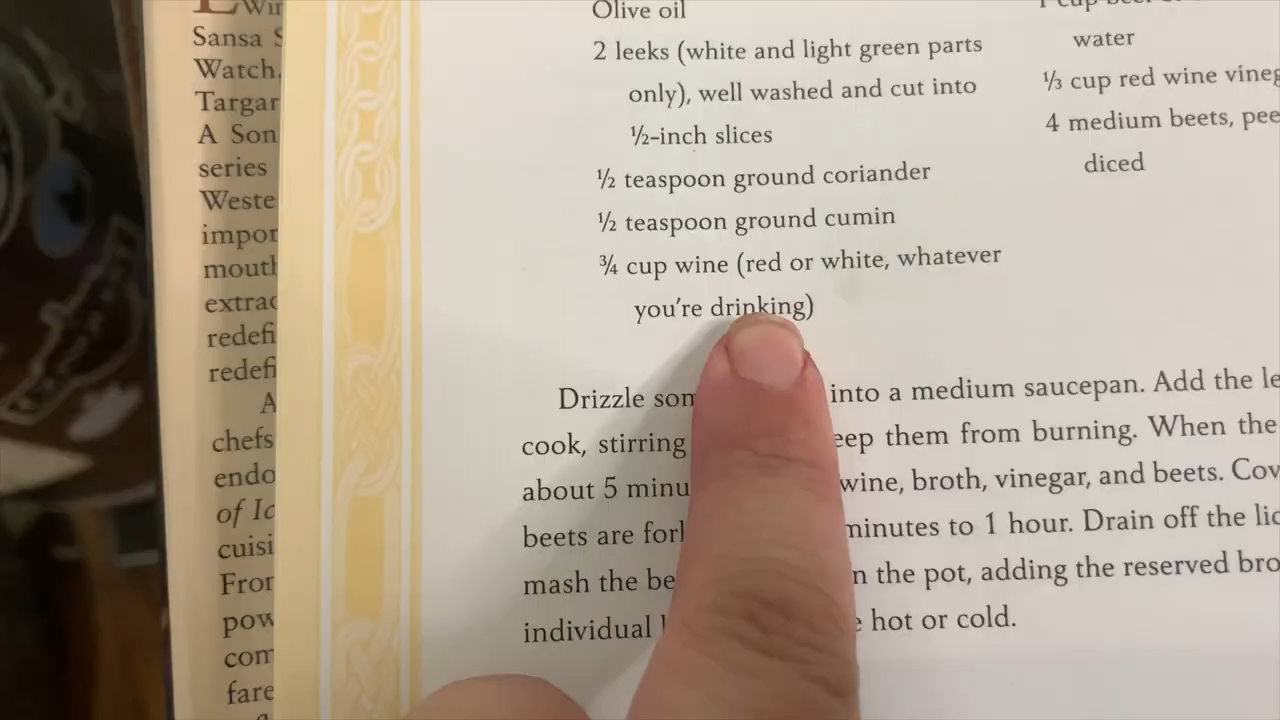 Win
Sansa S
Watch.
Targar
A Son
series
Weste
impor
mouth
extrac
redefi
redefi
A
chefs
endo
of Ic
cuisi
From
pow
com
fare
Olive oil
2 leeks (white and light green parts
only), well washed and cut into
½-inch slices
½ teaspoon ground coriander
½ teaspoon ground cumin
¾ cup wine (red or white, whatever
you're drinking)
1 cup
water
⅓ cup red wine vineg
4 medium beets, pee
diced
Drizzle som into a medium saucepan. Add the le
cook, stirring eep them from burning. When the
about 5 minu wine, broth, vinegar, and beets. Cov
beets are fork minutes to 1 hour. Drain off the liq
mash the be n the pot, adding the reserved bro
individual e hot or cold.